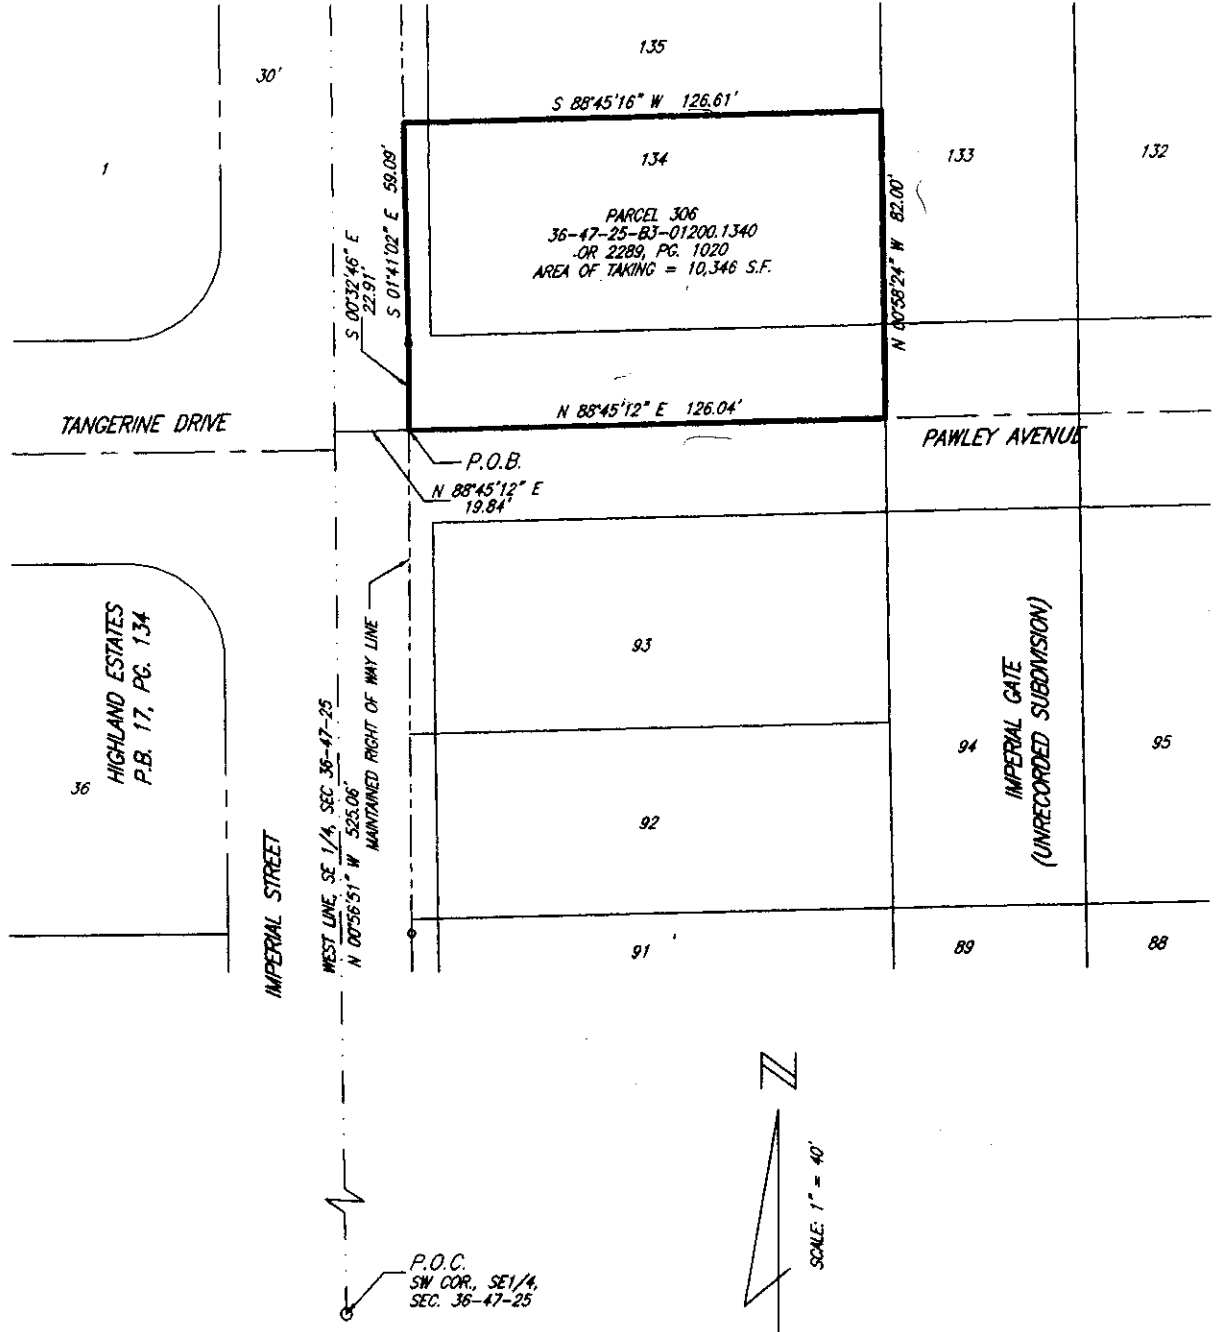 135
30'
S 88°45'16" W 126.61'
1
134
133
132
S 00°32'46" E
22.91'
S 01°41'02" E 59.09'
PARCEL 306
36-47-25-B3-01200.1340
OR 2289, PG. 1020
AREA OF TAKING = 10,346 S.F.
N 00°58'24" W 82.00'
TANGERINE DRIVE
N 88°45'12" E 126.04'
PAWLEY AVENUE
P.O.B.
N 88°45'12" E
19.84'
HIGHLAND ESTATES
P.B. 17, PG. 134
36
IMPERIAL STREET
WEST LINE, SE 1/4, SEC 36-47-25
N 00°56'51" W 525.06'
MAINTAINED RIGHT OF WAY LINE
93
92
91
94
95
IMPERIAL GATE
(UNRECORDED SUBDIVISION)
89
88
N
SCALE: 1" = 40'
P.O.C.
SW COR., SE1/4,
SEC. 36-47-25